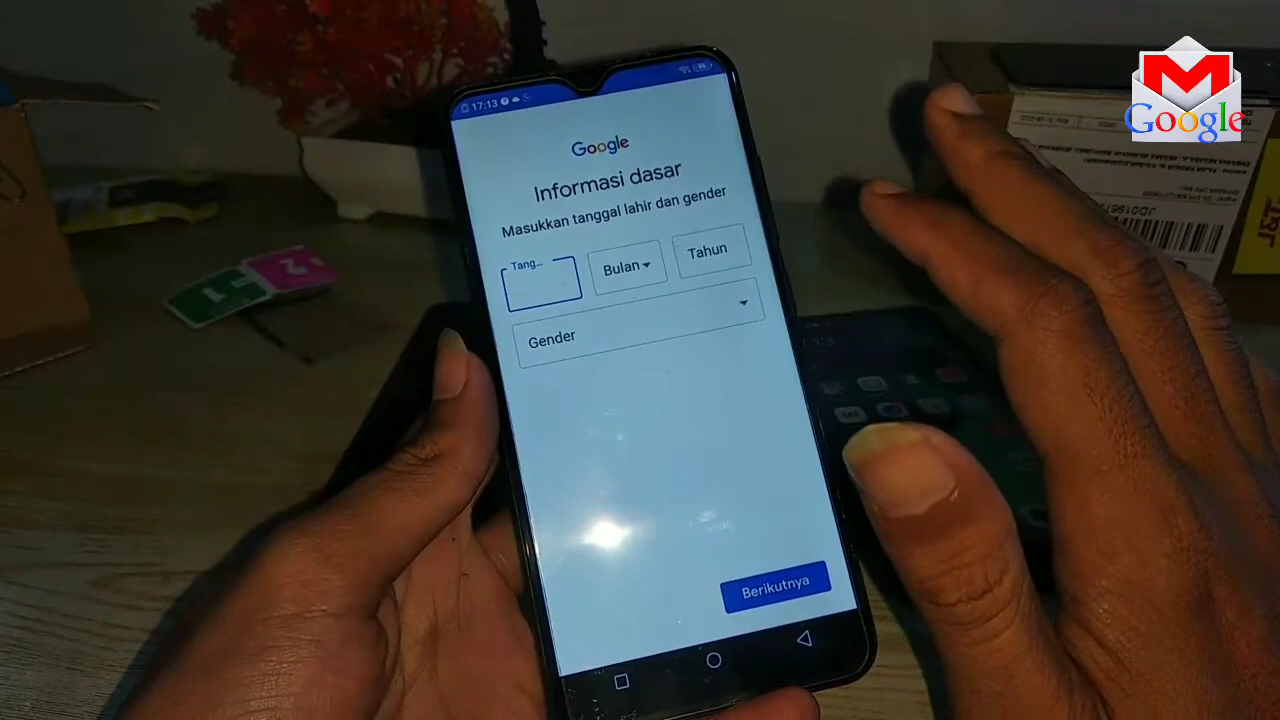 17:13
Google
Informasi dasar
Masukkan tanggal lahir dan gender
Tang...
Bulan
Tahun
Gender
Berikutnya
Google